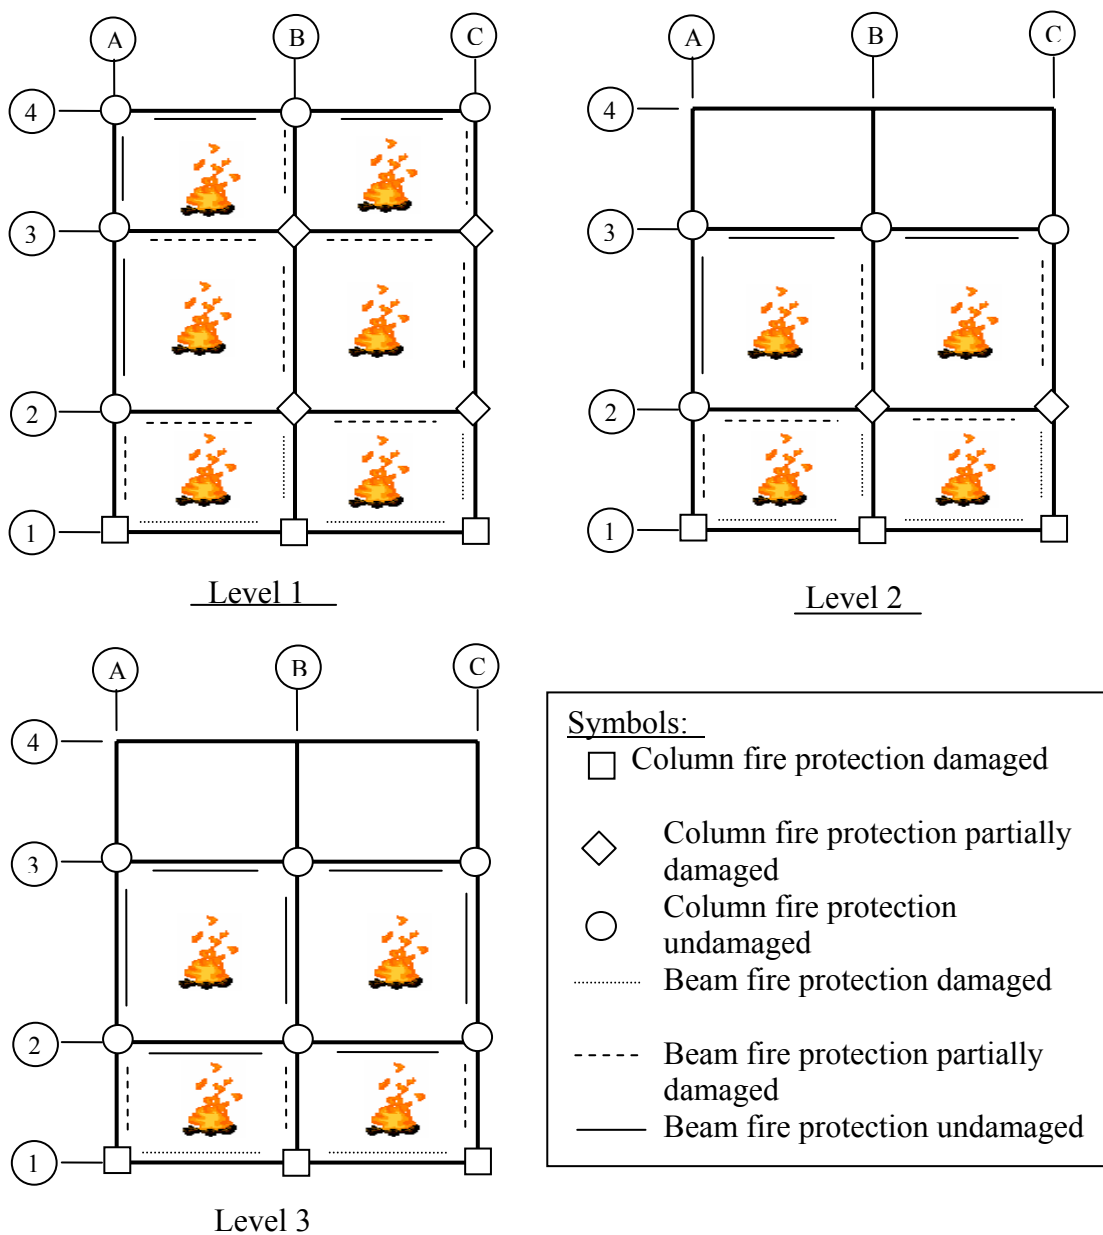 A B C
4
3
2
1
Level 1
A B C
4
3
2
1
Level 2
A B C
4
3
2
1
Level 3
Symbols:
Column fire protection damaged
Column fire protection partially
damaged
Column fire protection
undamaged
Beam fire protection damaged
Beam fire protection partially
damaged
Beam fire protection undamaged